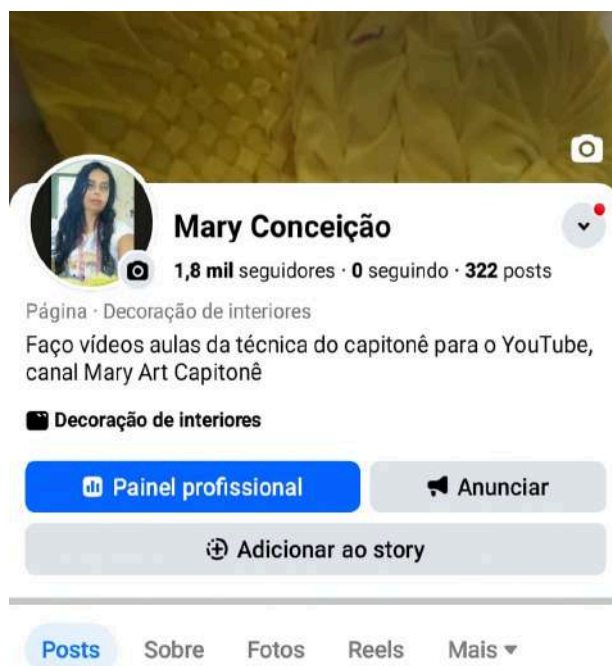 Mary Conceição
1,8 mil seguidores · 0 seguindo · 322 posts
Página · Decoração de interiores
Faço vídeos aulas da técnica do capitonê para o YouTube,
canal Mary Art Capitonê
Decoração de interiores
Painel profissional
Anunciar
Adicionar ao story
Posts Sobre Fotos Reels Mais